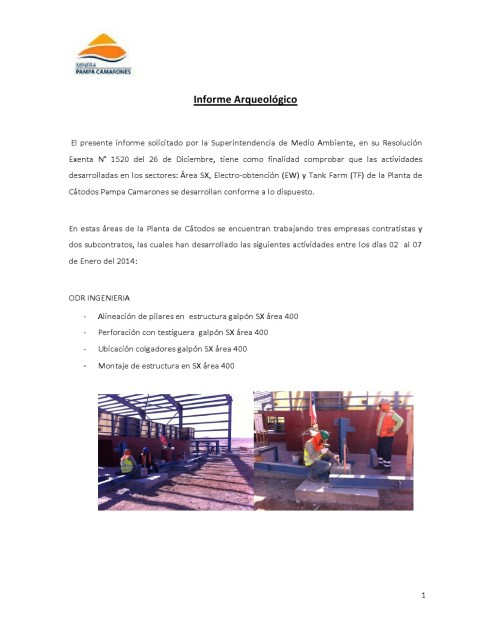 MINERA
PAMPA CAMARONES
Informe Arqueológico
El presente informe solicitado por la Superintendencia de Medio Ambiente, en su Resolución
Exenta N° 1520 del 26 de Diciembre, tiene como finalidad comprobar que las actividades
desarrolladas en los sectores: Área SX, Electro-obtención (EW) y Tank Farm (TF) de la Planta de
Cátodos Pampa Camarones se desarrollan conforme a lo dispuesto.
En estas áreas de la Planta de Cátodos se encuentran trabajando tres empresas contratistas y
dos subcontratos, las cuales han desarrollado las siguientes actividades entre los días 02 al 07
de Enero del 2014:
ODR INGENIERIA
- Alineación de pilares en estructura galpón SX área 400
- Perforación con testiguera galpón SX área 400
- Ubicación colgadores galpón SX área 400
- Montaje de estructura en SX área 400
1